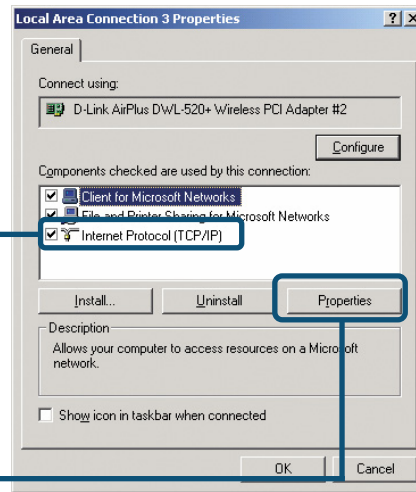 Local Area Connection 3 Properties
General
Connect using:
D-Link AirPlus DWL-520+ Wireless PCI Adapter #2
Configure
Components checked are used by this connection:
Client for Microsoft Networks
File and Printer Sharing for Microsoft Networks
Internet Protocol (TCP/IP)
Install...
Uninstall
Properties
Description
Allows your computer to access resources on a Microsoft
network.
Show icon in taskbar when connected
OK
Cancel